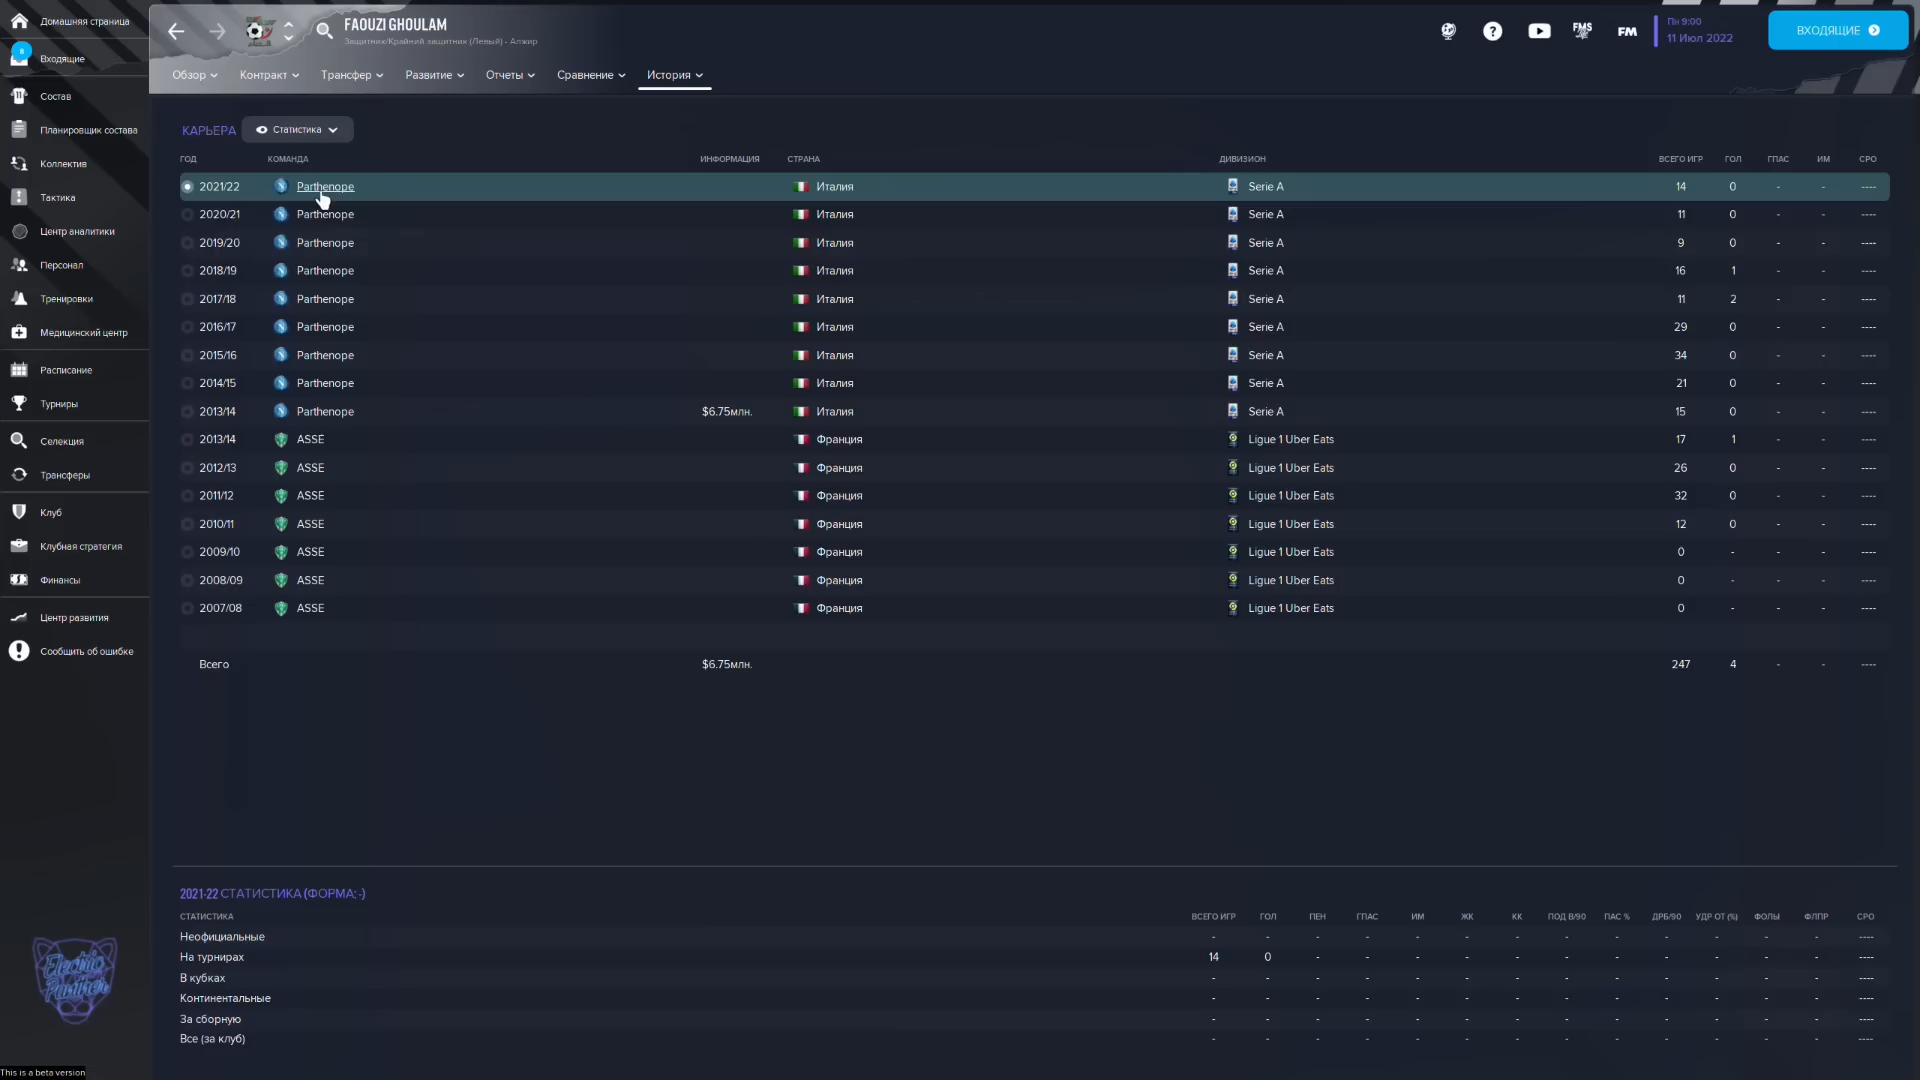 Домашняя страница
8
Входящие
11
Состав
Планировщик состава
Коллектив
Тактика
Центр аналитики
Персонал
Тренировки
Медицинский центр
Расписание
Турниры
Селекция
Трансферы
Клуб
Клубная стратегия
Финансы
Центр развития
Сообщить об ошибке
Electric Panther
This is a beta version
FAOUZI GHOULAM
Защитник/Крайний защитник (Левый) - Алжир
FMS
FM
Пн 9:00
11 Июл 2022
ВХОДЯЩИЕ
Обзор Контракт Трансфер Развитие Отчеты Сравнение История
КАРЬЕРА Статистика
ГОД КОМАНДА ИНФОРМАЦИЯ СТРАНА ДИВИЗИОН ВСЕГО ИГР ГОЛ ГПАС ИМ СРО
2021/22 Parthenope Италия Serie A 14 0 - - ----
2020/21 Parthenope Италия Serie A 11 0 - - ----
2019/20 Parthenope Италия Serie A 9 0 - - ----
2018/19 Parthenope Италия Serie A 16 1 - - ----
2017/18 Parthenope Италия Serie A 11 2 - - ----
2016/17 Parthenope Италия Serie A 29 0 - - ----
2015/16 Parthenope Италия Serie A 34 0 - - ----
2014/15 Parthenope Италия Serie A 21 0 - - ----
2013/14 Parthenope $6.75млн. Италия Serie A 15 0 - - ----
2013/14 ASSE Франция Ligue 1 Uber Eats 17 1 - - ----
2012/13 ASSE Франция Ligue 1 Uber Eats 26 0 - - ----
2011/12 ASSE Франция Ligue 1 Uber Eats 32 0 - - ----
2010/11 ASSE Франция Ligue 1 Uber Eats 12 0 - - ----
2009/10 ASSE Франция Ligue 1 Uber Eats 0 - - - ----
2008/09 ASSE Франция Ligue 1 Uber Eats 0 - - - ----
2007/08 ASSE Франция Ligue 1 Uber Eats 0 - - - ----
Всего $6.75млн. 247 4 - - ----
2021-22 СТАТИСТИКА (ФОРМА: -)
СТАТИСТИКА ВСЕГО ИГР ГОЛ ПЕН ГПАС ИМ ЖК КК ПОД В/90 ПАС % ДРБ/90 УДР ОТ (%) ФОЛЫ ФЛПР СРО
Неофициальные - - - - - - - - - - - - - ----
На турнирах 14 0 - - - - - - - - - - - ----
В кубках - - - - - - - - - - - - - ----
Континентальные - - - - - - - - - - - - - ----
За сборную - - - - - - - - - - - - - ----
Все (за клуб) - - - - - - - - - - - - - ----